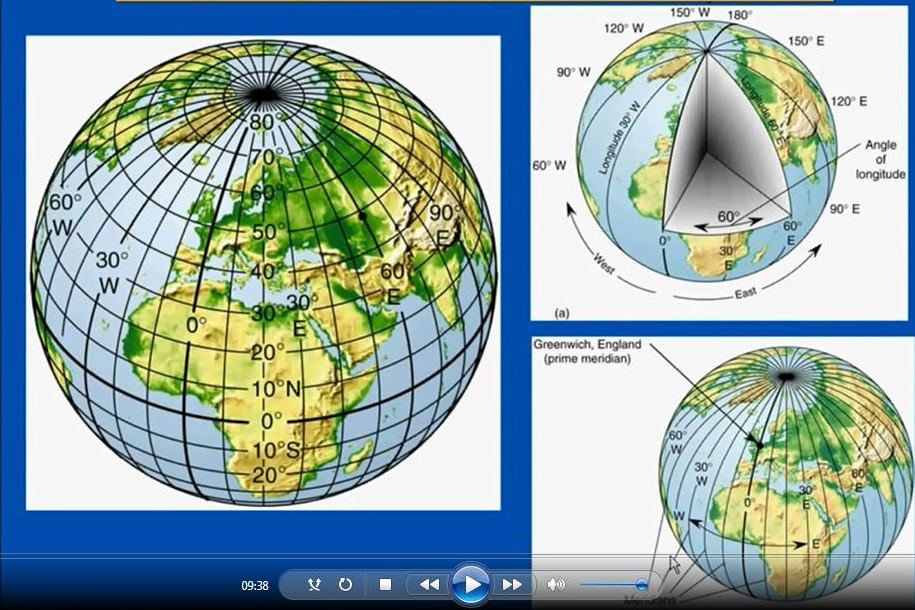 80°
70°
60°
60°
W
50°
90°
E
30°
W
40°
60°
E
30°
30°
E
0°
20°
10°N
0°
10°S
20°
150° W 180°
120° W
150° E
90° W
120° E
Longitude 30° W
Longitude 60° E
Angle
of
longitude
60° W
60°
90° E
0°
60°
E
30°
E
West
East
(a)
Greenwich, England
(prime meridian)
60°
W
30°
W
60°
E
30°
E
0°
W
E
Meridians
09:38